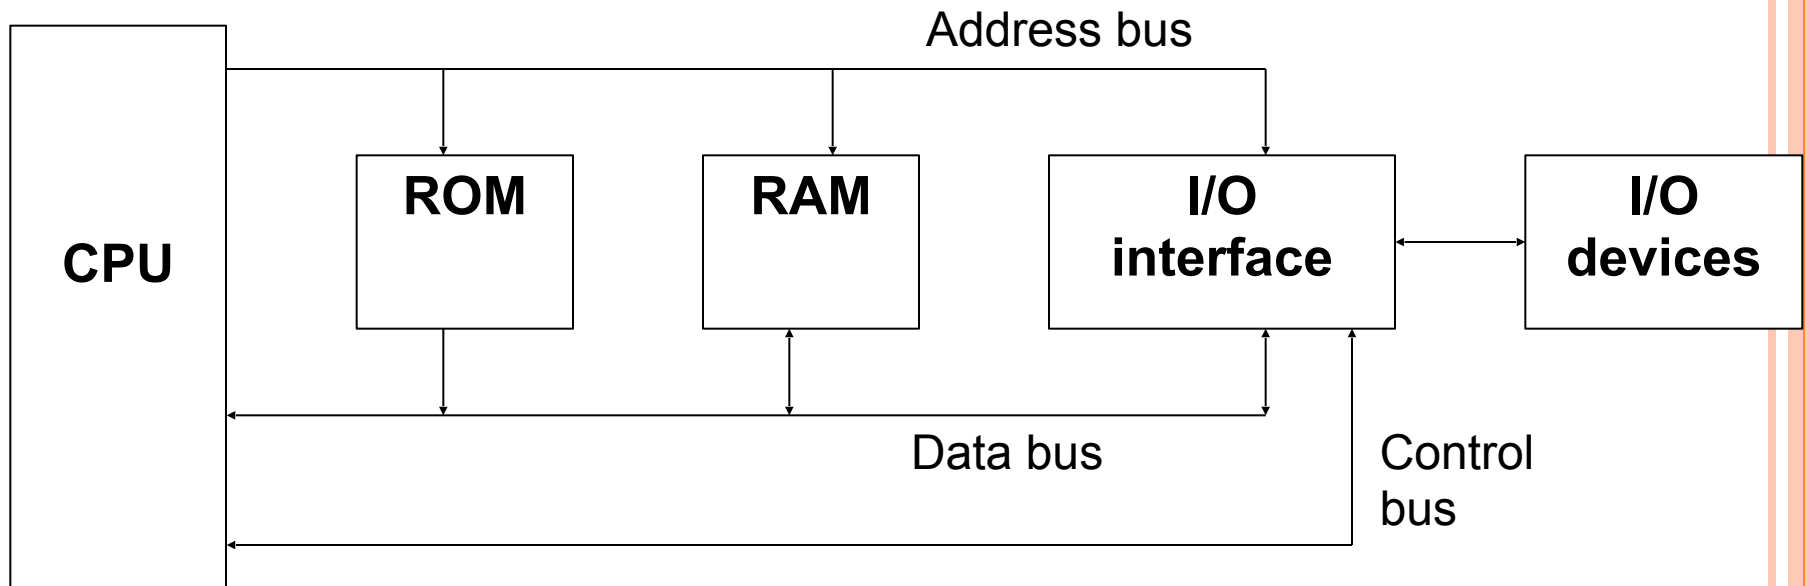 Address bus
ROM
RAM
I/O
interface
I/O
devices
CPU
Data bus
Control
bus